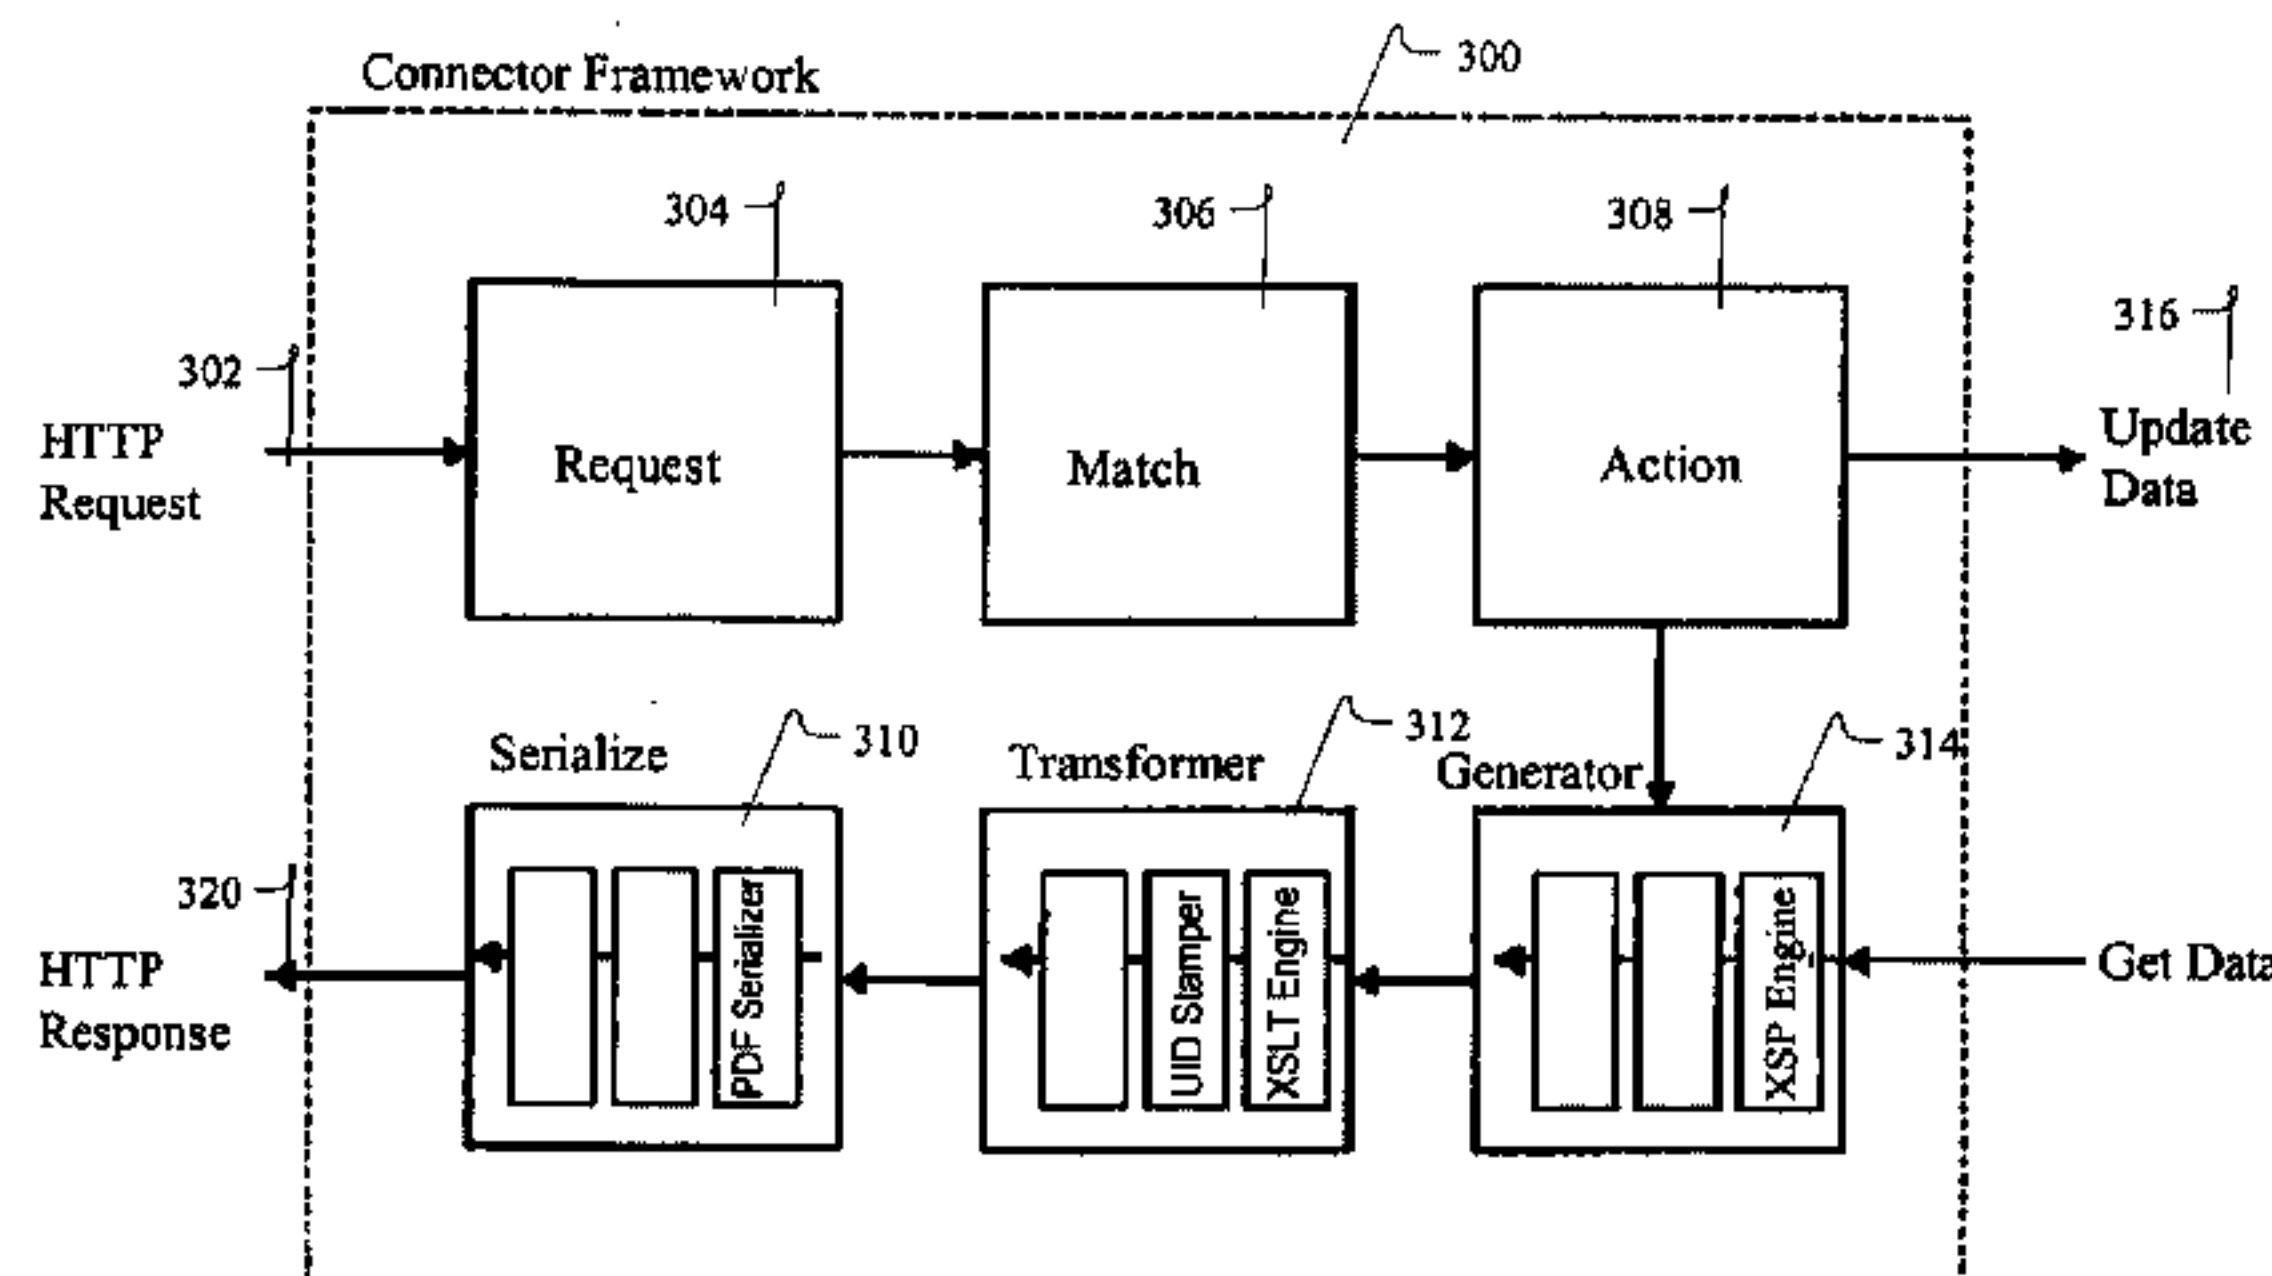 Connector Framework
300
304
306
308
316
302
HTTP
Request
Request
Match
Action
Update
Data
Serialize
310
Transformer
312
Generator
314
320
HTTP
Response
PDF Serializer
UID Stamper
XSLT Engine
XSP Engine
Get Data